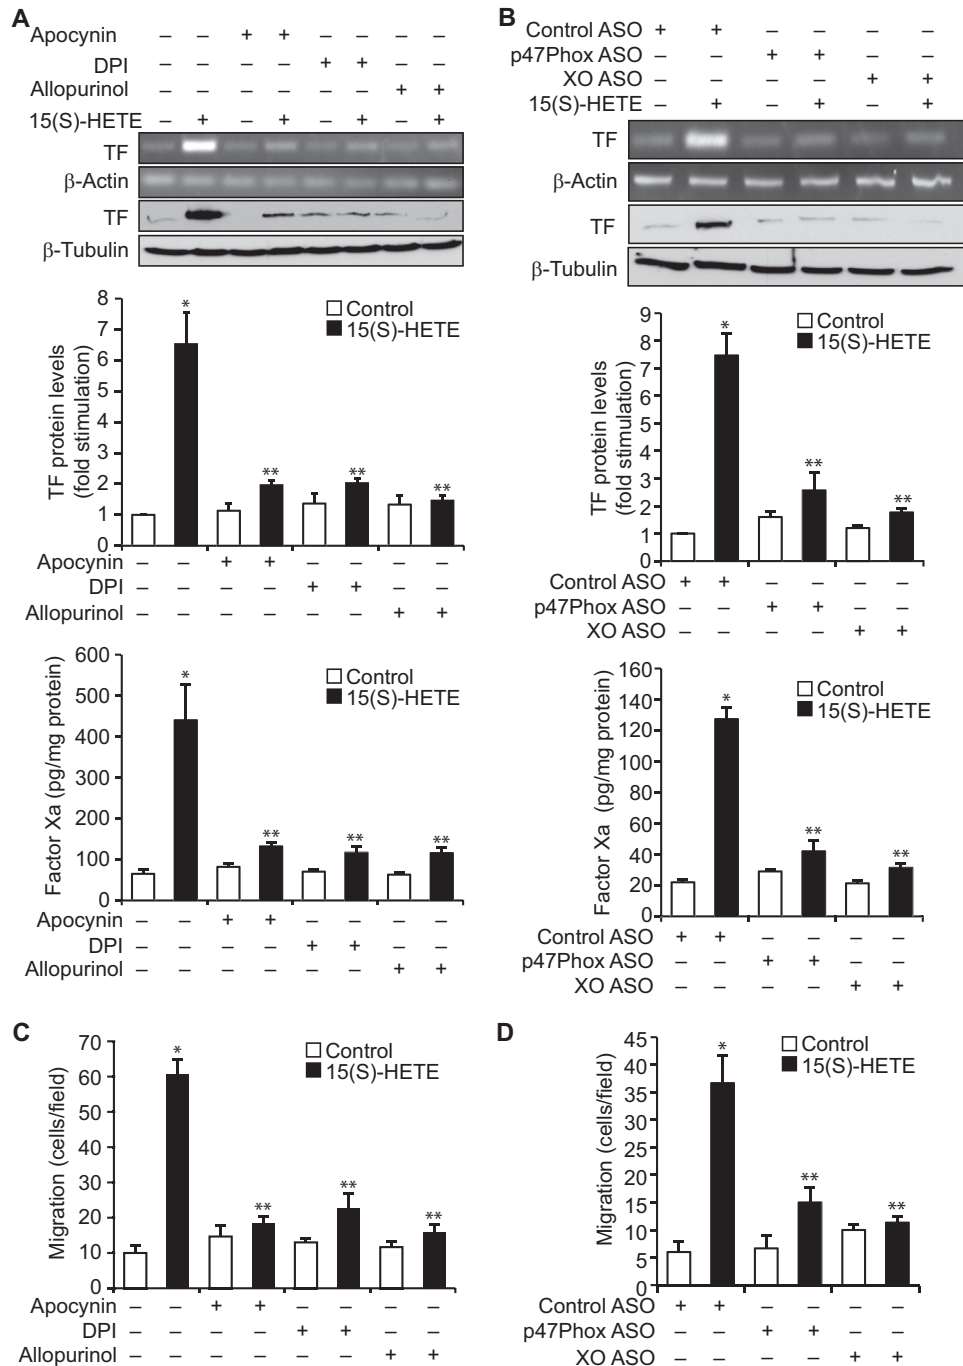 A
Apocynin – – + + – – – –
DPI – – – – + + – –
Allopurinol – – – – – – + +
15(S)-HETE – + – + – + – +
TF
β-Actin
TF
β-Tubulin
8
7
6
5
4
3
2
1
0
TF protein levels
(fold stimulation)
Control
15(S)-HETE
*
**
**
**
Apocynin – – + + – – – –
DPI – – – – + + – –
Allopurinol – – – – – – + +
600
500
400
300
200
100
0
Factor Xa (pg/mg protein)
Control
15(S)-HETE
*
**
**
**
Apocynin – – + + – – – –
DPI – – – – + + – –
Allopurinol – – – – – – + +
B
Control ASO + + – – – –
p47Phox ASO – – + + – –
XO ASO – – – – + +
15(S)-HETE – + – + – +
TF
β-Actin
TF
β-Tubulin
9
8
7
6
5
4
3
2
1
0
TF protein levels
(fold stimulation)
Control
15(S)-HETE
*
**
**
Control ASO + + – – – –
p47Phox ASO – – + + – –
XO ASO – – – – + +
160
140
120
100
80
60
40
20
0
Factor Xa (pg/mg protein)
Control
15(S)-HETE
*
**
**
Control ASO + + – – – –
p47Phox ASO – – + + – –
XO ASO – – – – + +
C
70
60
50
40
30
20
10
0
Migration (cells/field)
Control
15(S)-HETE
*
**
**
**
Apocynin – – + + – – – –
DPI – – – – + + – –
Allopurinol – – – – – – + +
D
45
40
35
30
25
20
15
10
5
0
Migration (cells/field)
Control
15(S)-HETE
*
**
**
Control ASO + + – – – –
p47Phox ASO – – + + – –
XO ASO – – – – + +